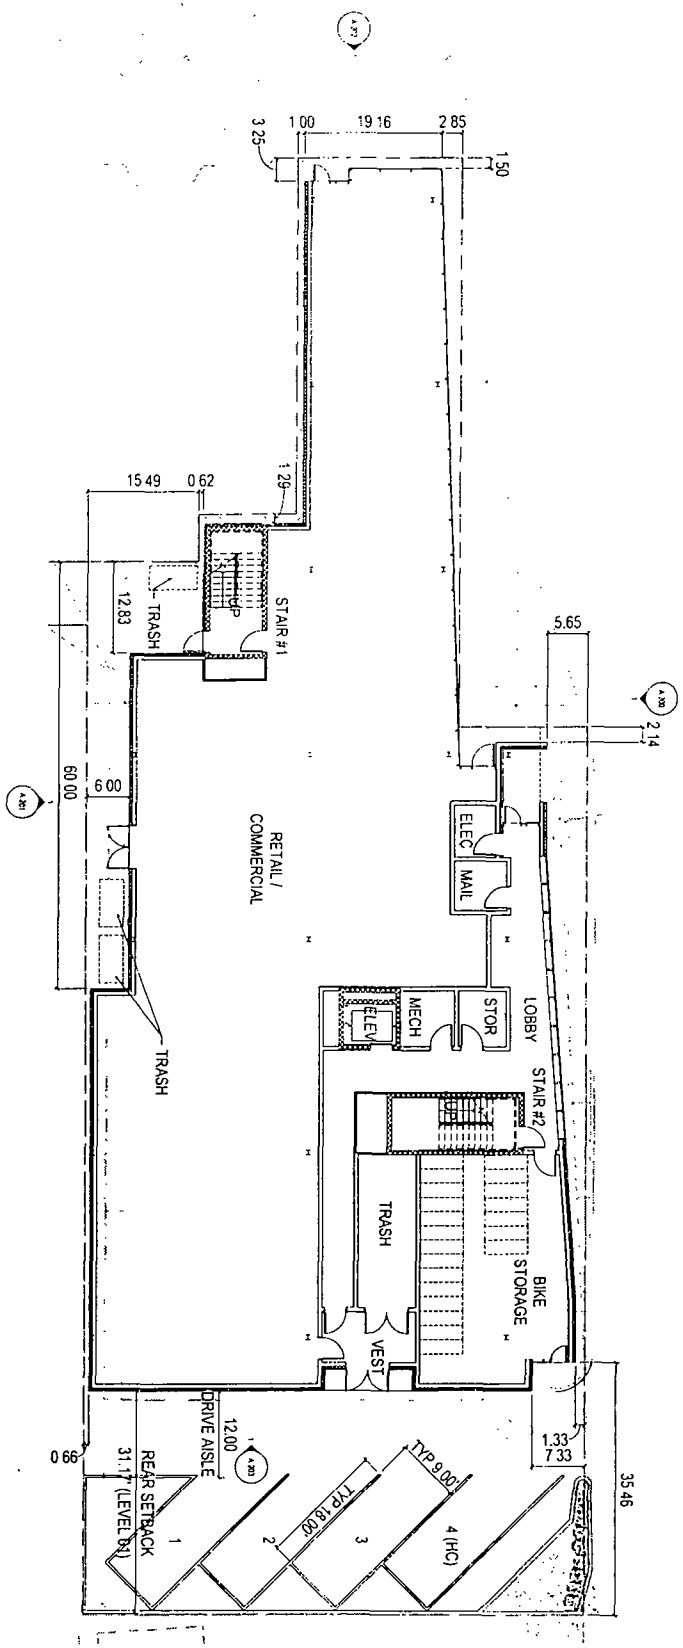 3 25
1 00
19 16
2 85
1 50
15 49
0 62
1 29
5.65
2 14
12.83
TRASH
UP
STAIR #1
60 00
6 00
RETAIL /
COMMERCIAL
ELEC
MAIL
LOBBY
STOR
MECH
ELEV
TRASH
STAIR #2
UP
TRASH
BIKE
STORAGE
VEST
DRIVE AISLE
12.00
0 66
REAR SETBACK
31.17' (LEVEL 01)
TYP 9.00'
TYP 18.00'
1.33
7 33
35 46
1
2
3
4 (HC)